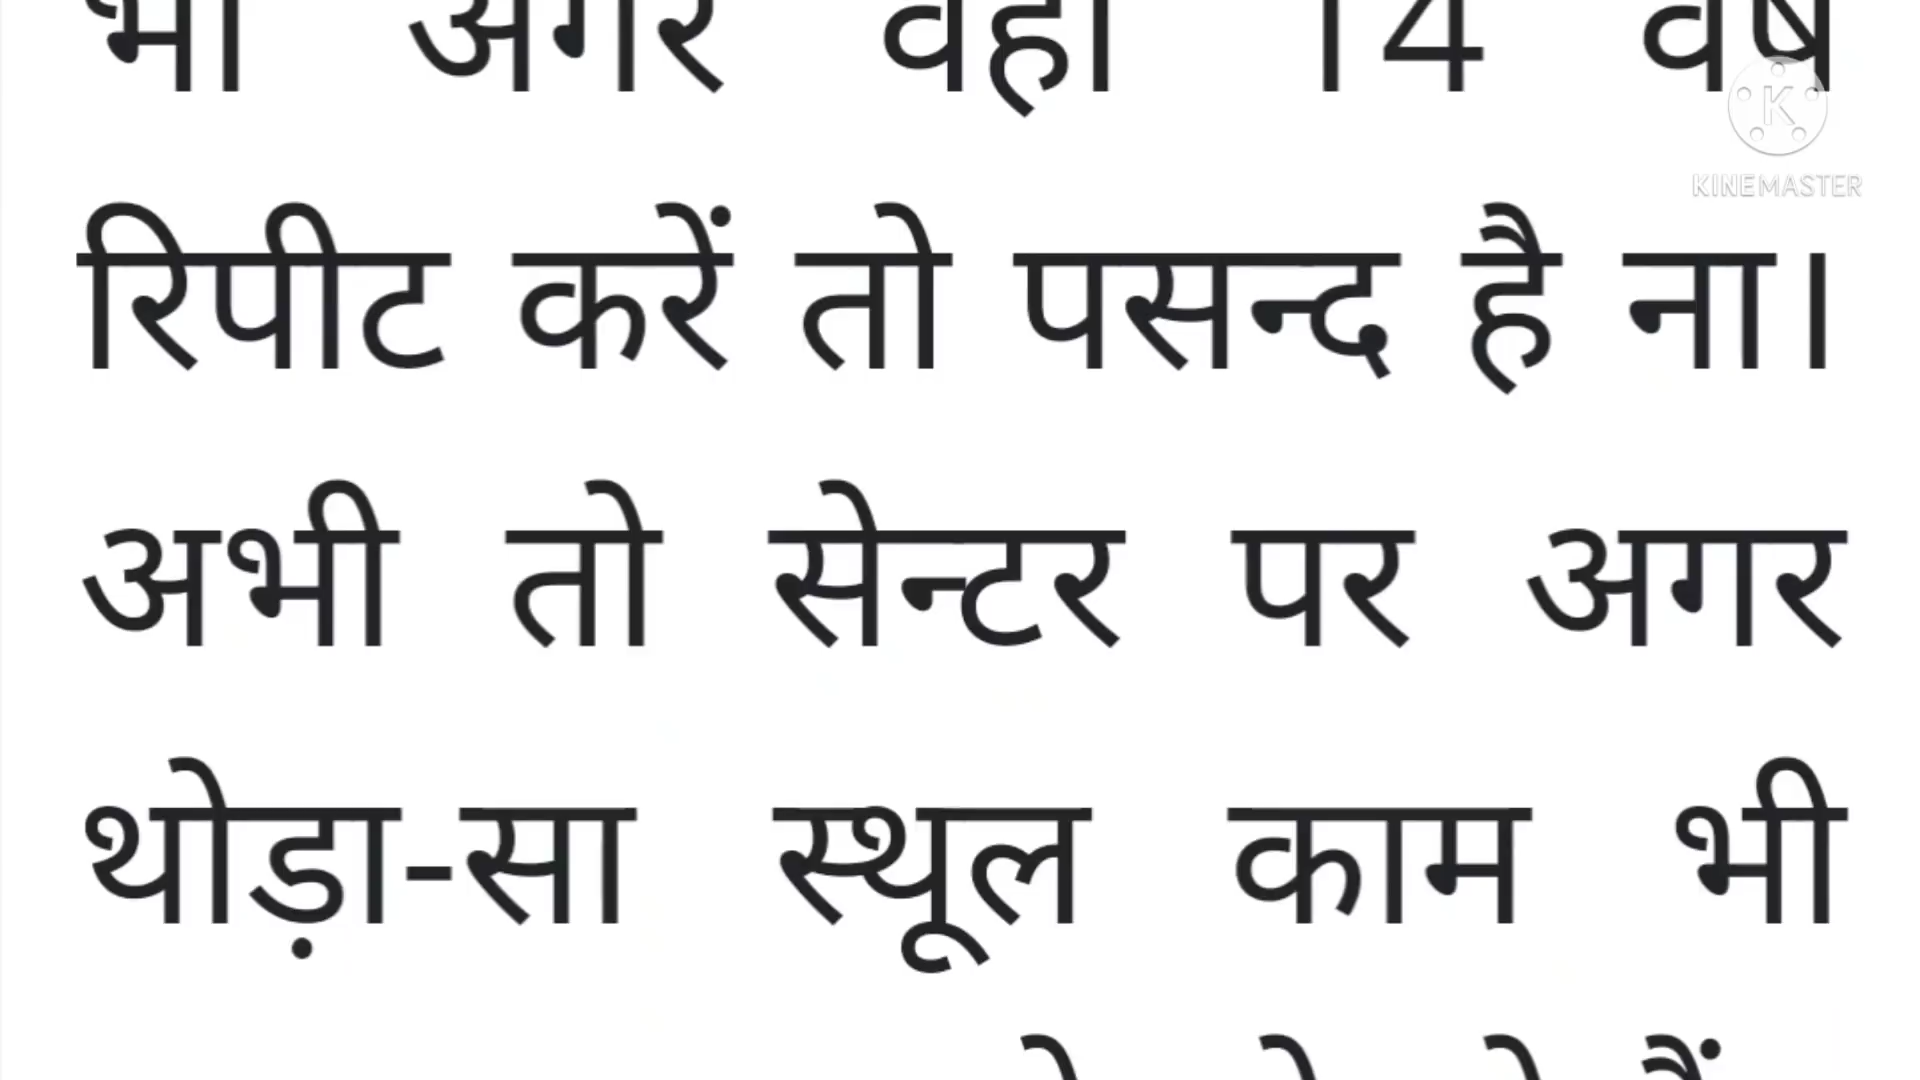 भी अगर वही 14 वर्ष
रिपीट करें तो पसन्द है ना।
अभी तो सेन्टर पर अगर
थोड़ा-सा स्थूल काम भी
KINEMASTER